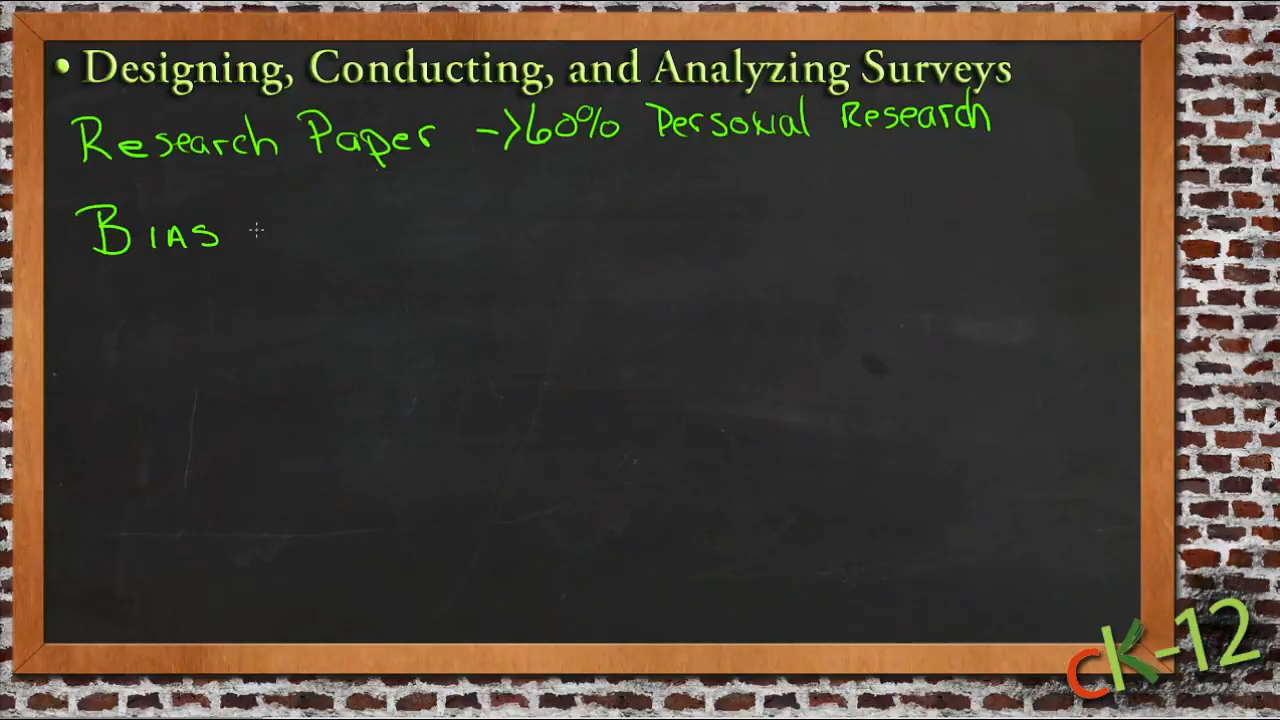 • Designing, Conducting, and Analyzing Surveys
Research Paper -> 60% Personal Research
BIAS
CK-12